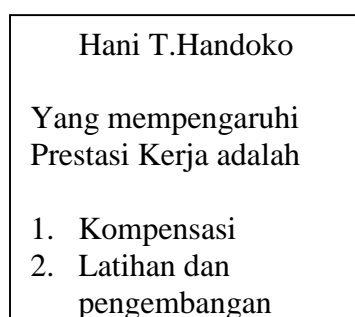 Hani T.Handoko
Yang mempengaruhi
Prestasi Kerja adalah
1. Kompensasi
2. Latihan dan
pengembangan